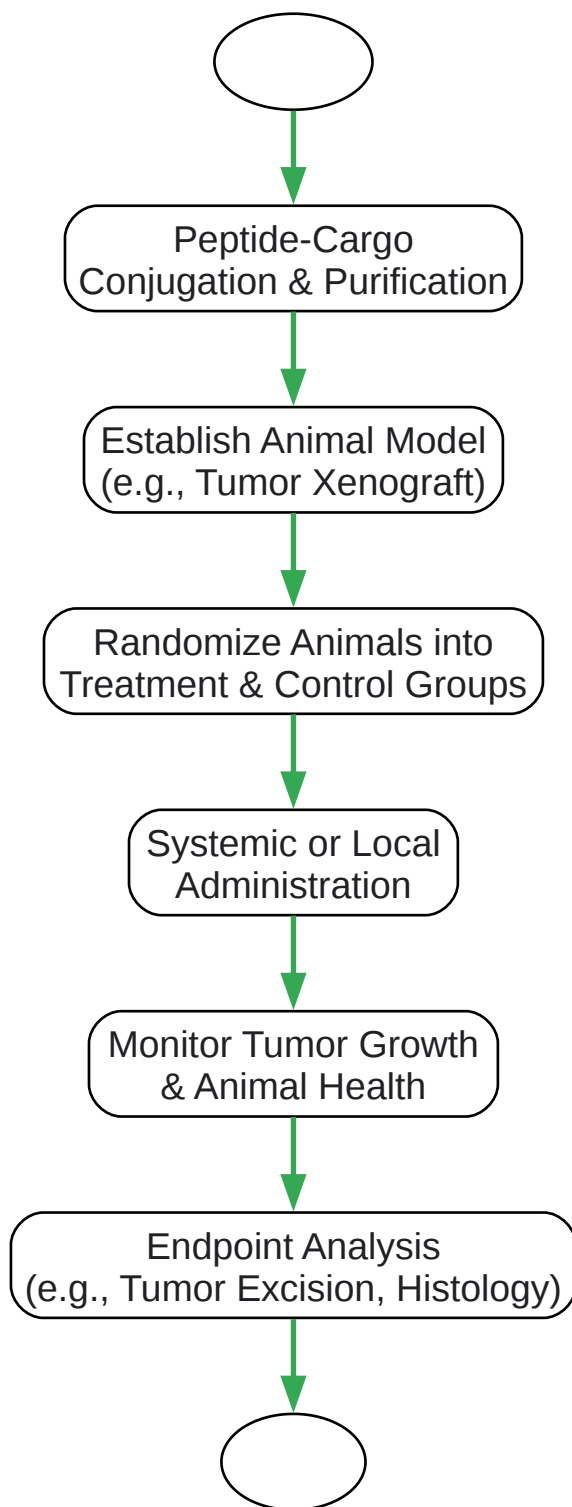 Peptide-Cargo
Conjugation & Purification
Establish Animal Model
(e.g., Tumor Xenograft)
Randomize Animals into
Treatment & Control Groups
Systemic or Local
Administration
Monitor Tumor Growth
& Animal Health
Endpoint Analysis
(e.g., Tumor Excision, Histology)